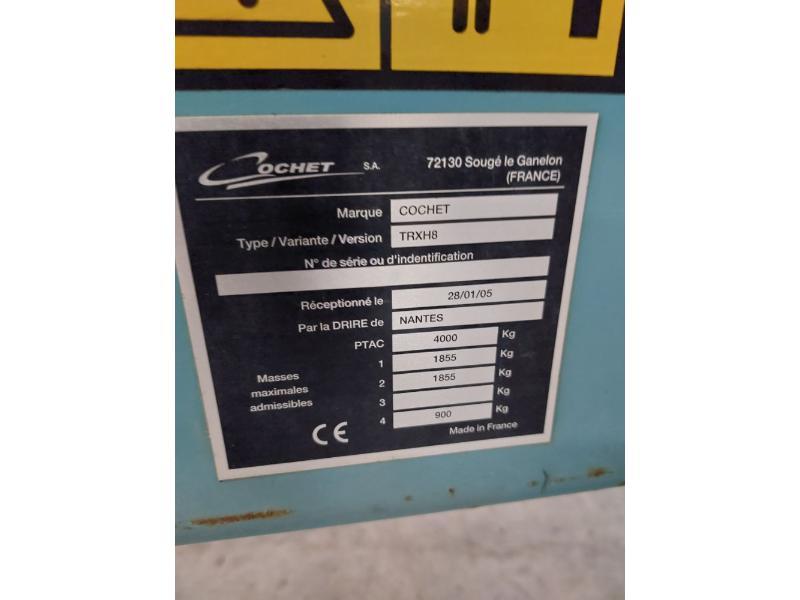 COCHET S.A.
72130 Sougé le Ganelon
(FRANCE)
Marque COCHET
Type / Variante / Version TRXH8
N° de série ou d'indentification
Réceptionné le 28/01/05
Par la DRIRE de NANTES
PTAC 4000 Kg
1 1855 Kg
Masses maximales admissibles
2 1855 Kg
3 Kg
4 900 Kg
CE
Made in France